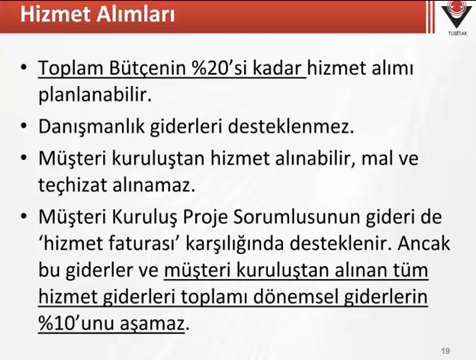 Hizmet Alımları
TÜBİTAK
• Toplam Bütçenin %20'si kadar hizmet alımı
planlanabilir.
• Danışmanlık giderleri desteklenmez.
• Müşteri kuruluştan hizmet alınabilir, mal ve
teçhizat alınamaz.
• Müşteri Kuruluş Proje Sorumlusunun gideri de
'hizmet faturası' karşılığında desteklenir. Ancak
bu giderler ve müşteri kuruluştan alınan tüm
hizmet giderleri toplamı dönemsel giderlerin
%10'unu aşamaz.
19